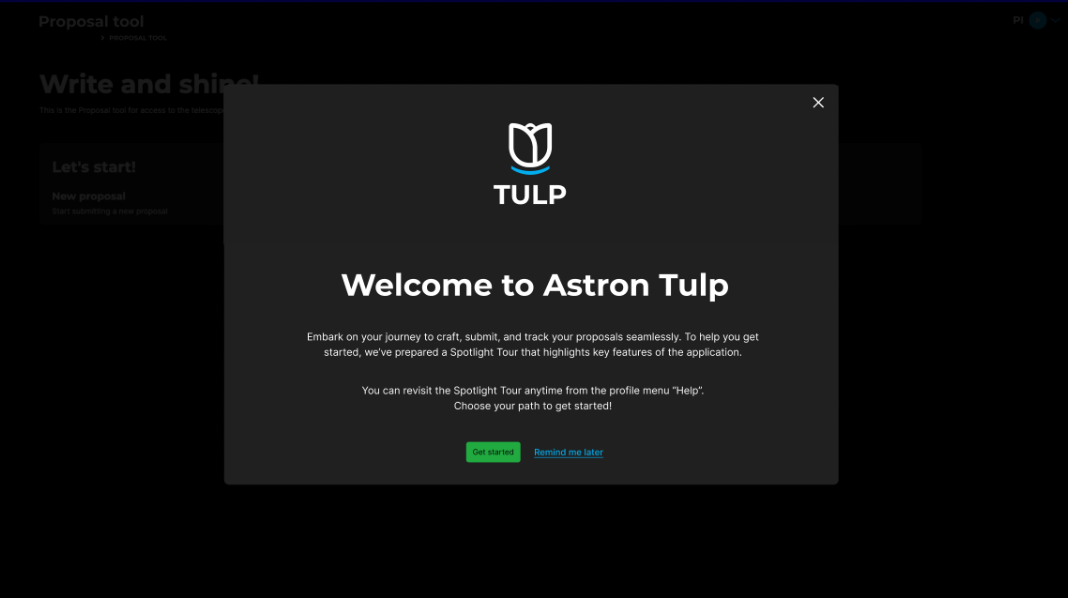 Proposal tool
PI
PROPOSAL TOOL
Write and shine!
This is the Proposal tool for access to the telescope
Let's start!
New proposal
Start submitting a new proposal
TULP
Welcome to Astron Tulp
Embark on your journey to craft, submit, and track your proposals seamlessly. To help you get
started, we've prepared a Spotlight Tour that highlights key features of the application.
You can revisit the Spotlight Tour anytime from the profile menu “Help”.
Choose your path to get started!
Get started
Remind me later